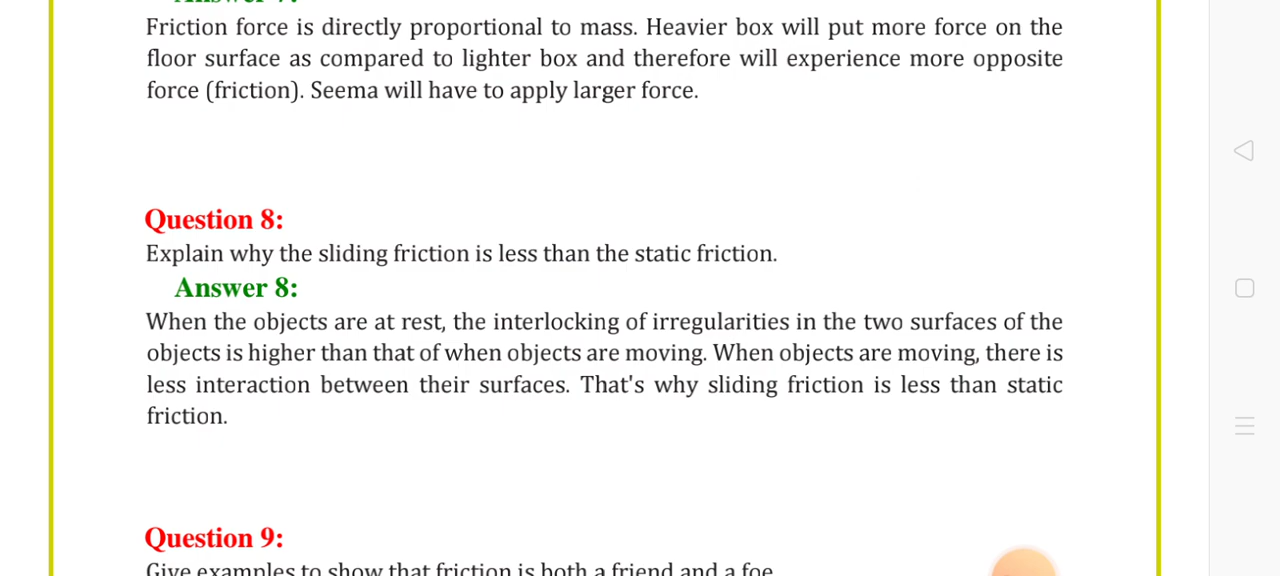 Answer 7:
Friction force is directly proportional to mass. Heavier box will put more force on the
floor surface as compared to lighter box and therefore will experience more opposite
force (friction). Seema will have to apply larger force.
Question 8:
Explain why the sliding friction is less than the static friction.
Answer 8:
When the objects are at rest, the interlocking of irregularities in the two surfaces of the
objects is higher than that of when objects are moving. When objects are moving, there is
less interaction between their surfaces. That's why sliding friction is less than static
friction.
Question 9:
Give examples to show that friction is both a friend and a foe.